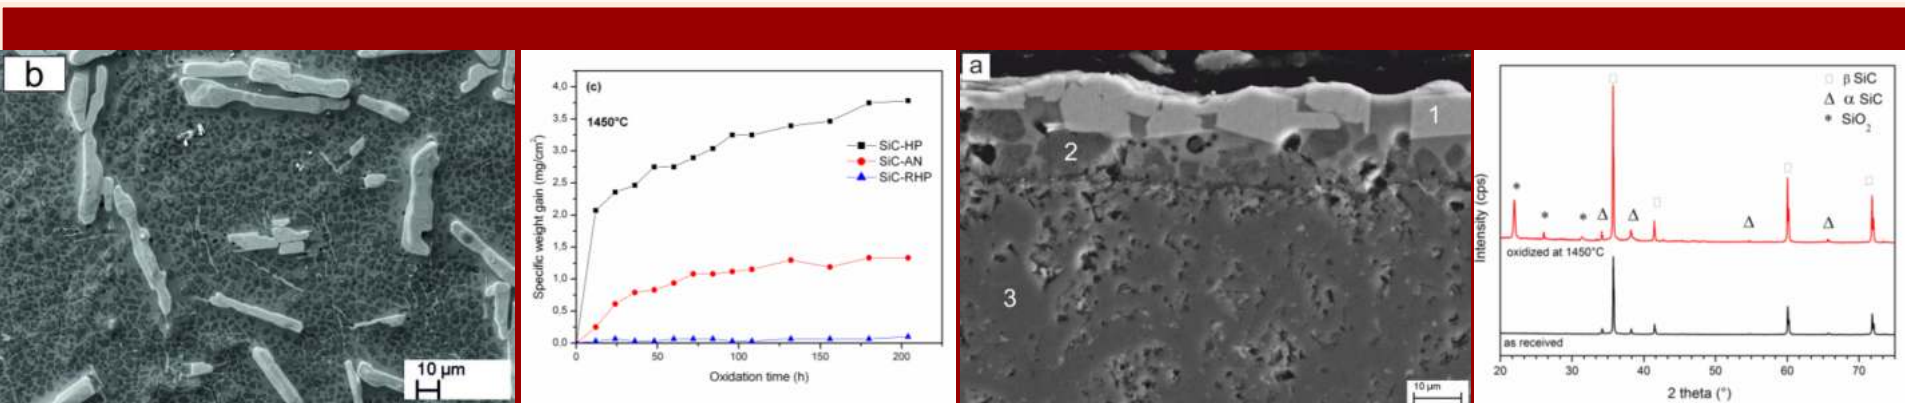 b
10 µm
(c)
1450°C
4,0
3,5
3,0
2,5
2,0
1,5
1,0
0,5
0,0
Specific weight gain (mg/cm²)
SiC-HP
SiC-AN
SiC-RHP
0
50
100
150
200
Oxidation time (h)
a
1
2
3
10 µm
Intensity (cps)
β SiC
Δ α SiC
* SiO₂
* * * Δ Δ Δ Δ
oxidized at 1450°C
as received
20 30 40 50 60 70
2 theta (°)